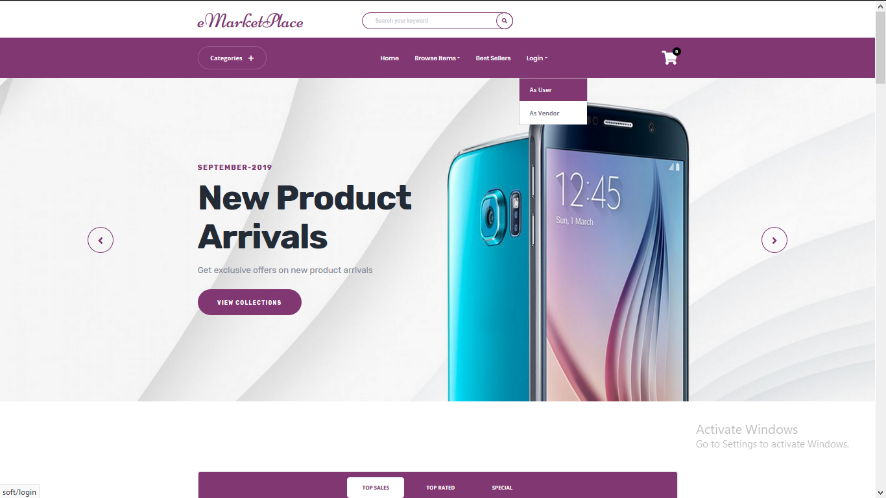 eMarketPlace
Search your keyword
Categories +
Home
Browse Items
Best Sellers
Login
0
As User
As Vendor
SEPTEMBER-2019
New Product
Arrivals
Get exclusive offers on new product arrivals
VIEW COLLECTIONS
12:45
Sun, 1 March
Activate Windows
Go to Settings to activate Windows.
TOP SALES
TOP RATED
SPECIAL
soft/login